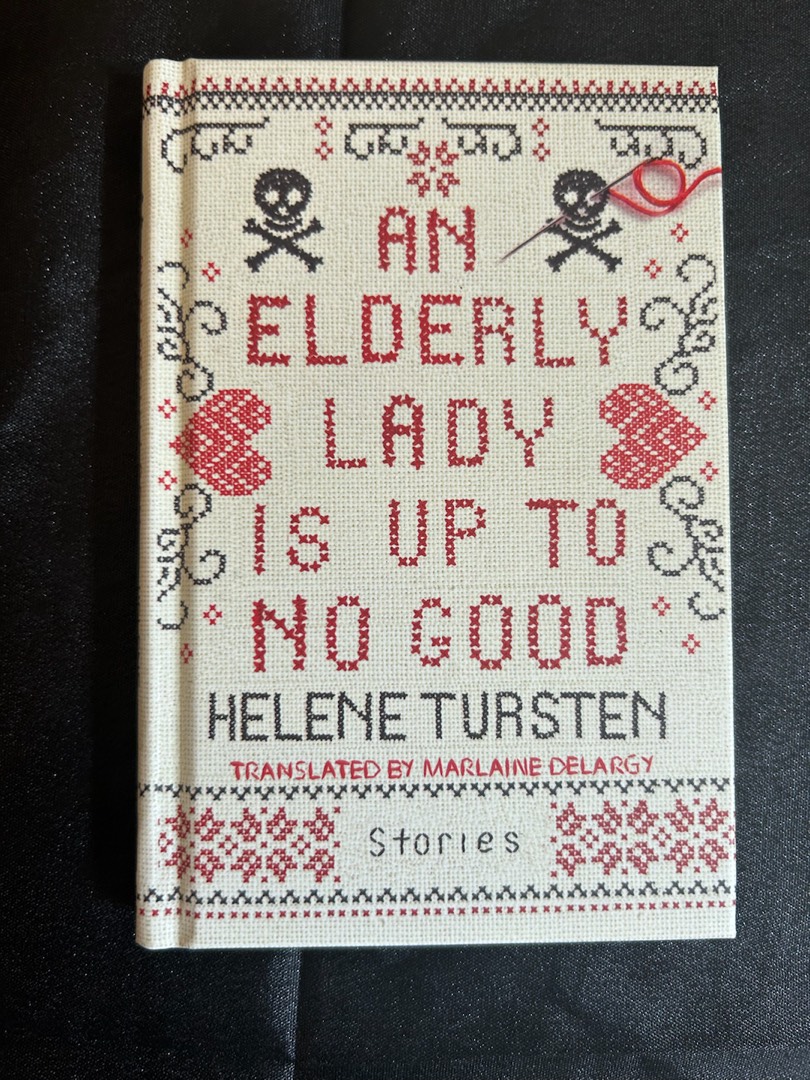 AN
ELDERLY
LADY
IS UP TO
NO GOOD
HELENE TURSTEN
TRANSLATED BY MARLAINE DELARGY
Stories